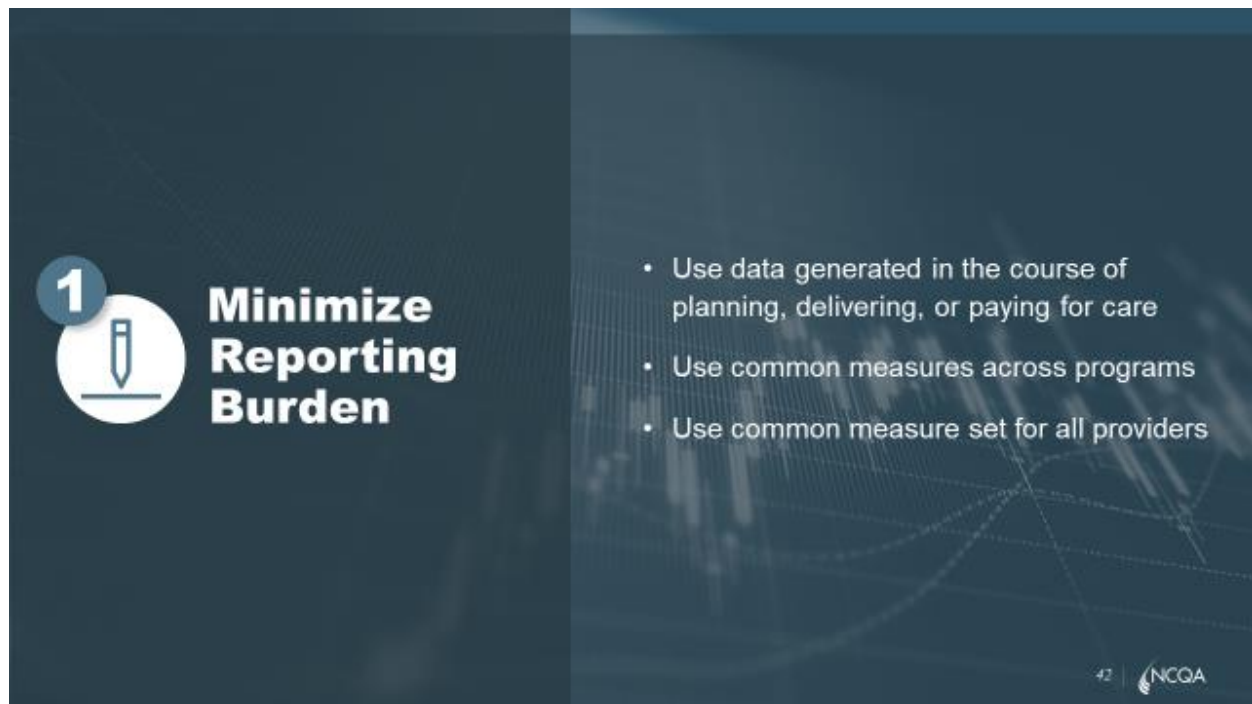 1
Minimize
Reporting
Burden
• Use data generated in the course of
planning, delivering, or paying for care
• Use common measures across programs
• Use common measure set for all providers
42 | NCQA